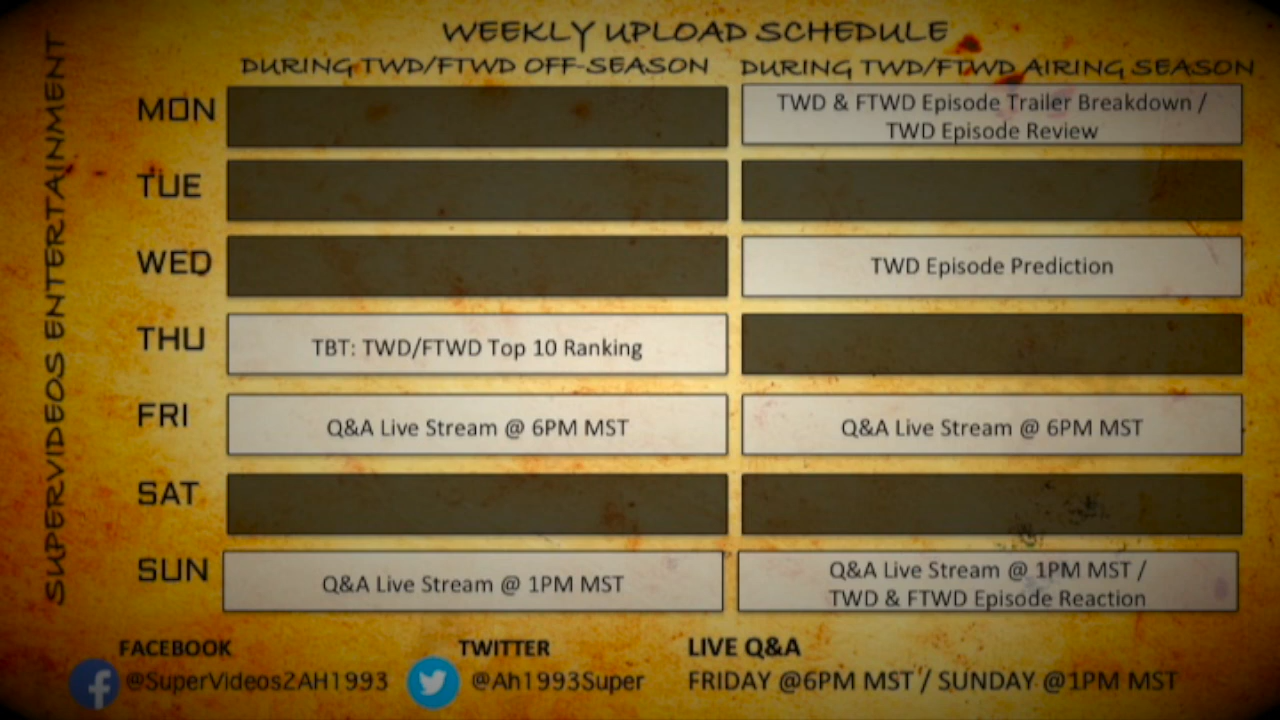 WEEKLY UPLOAD SCHEDULE
DURING TWD/FTWD OFF-SEASON
DURING TWD/FTWD AIRING SEASON
SUPERVIDEOS ENTERTAINMENT
MON
TWD & FTWD Episode Trailer Breakdown /
TWD Episode Review
TUE
WED
TWD Episode Prediction
THU
TBT: TWD/FTWD Top 10 Ranking
FRI
Q&A Live Stream @ 6PM MST
Q&A Live Stream @ 6PM MST
SAT
SUN
Q&A Live Stream @ 1PM MST
Q&A Live Stream @ 1PM MST /
TWD & FTWD Episode Reaction
FACEBOOK
@SuperVideos2AH1993
TWITTER
@Ah1993Super
LIVE Q&A
FRIDAY @6PM MST / SUNDAY @1PM MST